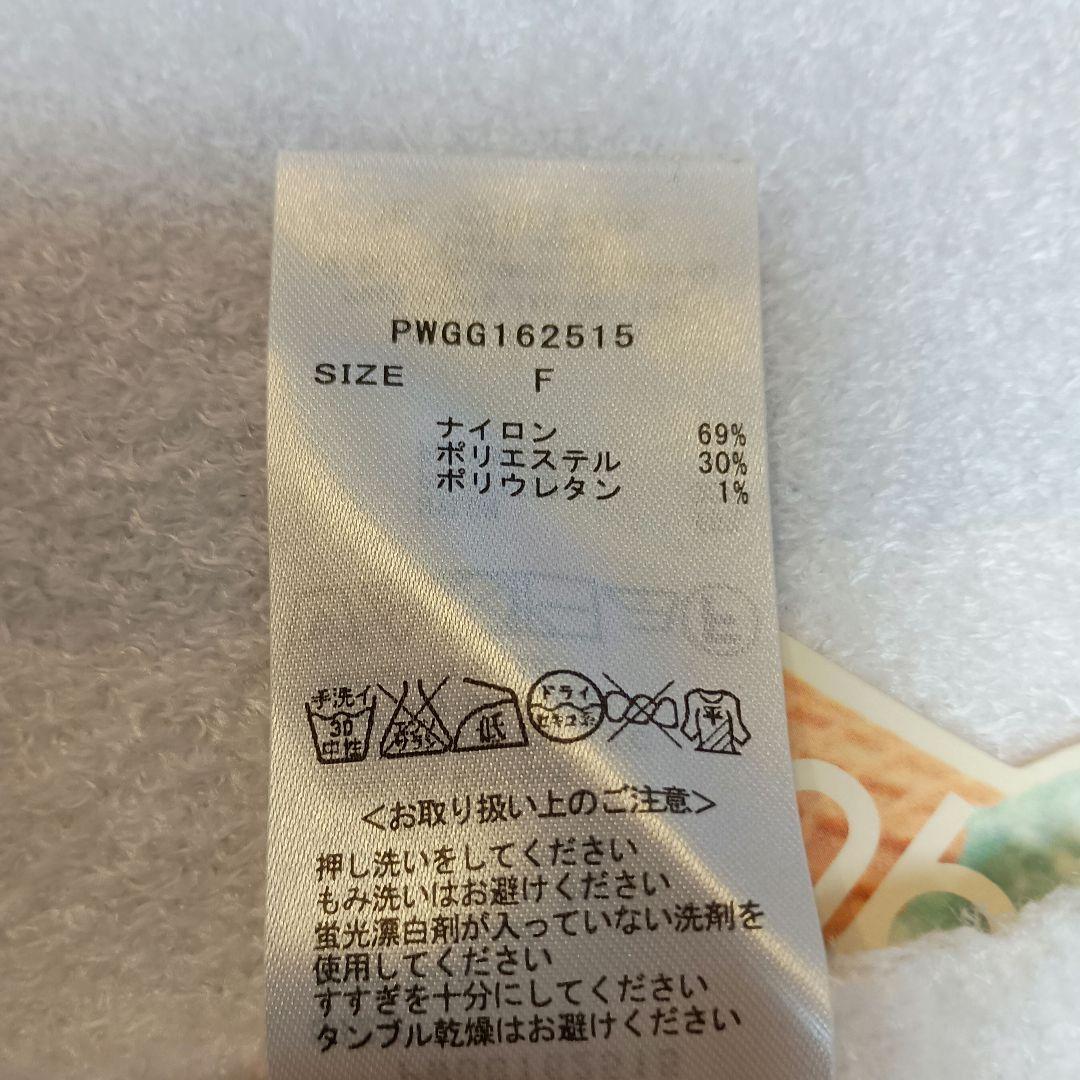 PWGG162515
SIZE F
ナイロン 69%
ポリエステル 30%
ポリウレタン 1%
手洗イ
30
中性
エンソ
サラシ
低
ドライ
セキユ系
平
<お取り扱い上のご注意>
押し洗いをしてください
もみ洗いはお避けください
蛍光漂白剤が入っていない洗剤を
使用してください
すすぎを十分にしてください
タンブル乾燥はお避けください